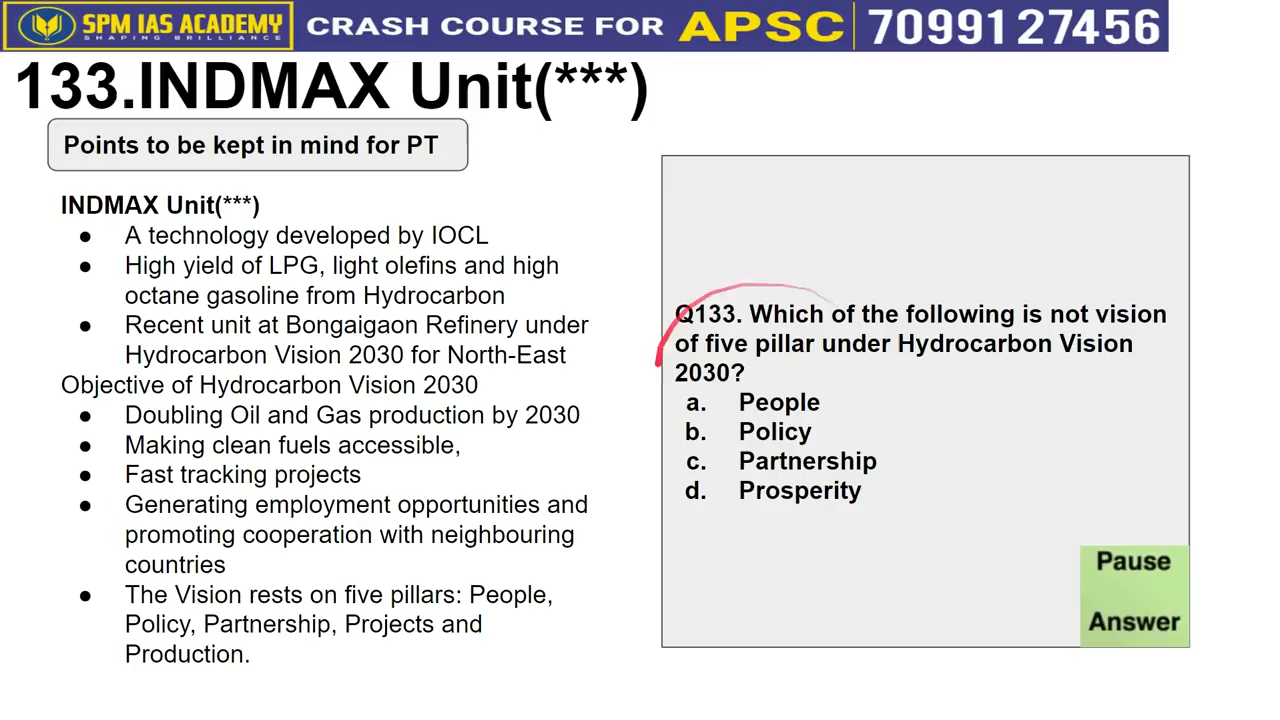 SPM IAS ACADEMY
SHAPING BRILLIANCE
CRASH COURSE FOR APSC 70991 27456
133.INDMAX Unit(***)
Points to be kept in mind for PT
INDMAX Unit(***)
● A technology developed by IOCL
● High yield of LPG, light olefins and high
octane gasoline from Hydrocarbon
● Recent unit at Bongaigaon Refinery under
Hydrocarbon Vision 2030 for North-East
Objective of Hydrocarbon Vision 2030
● Doubling Oil and Gas production by 2030
● Making clean fuels accessible,
● Fast tracking projects
● Generating employment opportunities and
promoting cooperation with neighbouring
countries
● The Vision rests on five pillars: People,
Policy, Partnership, Projects and
Production.
Q133. Which of the following is not vision
of five pillar under Hydrocarbon Vision
2030?
a. People
b. Policy
c. Partnership
d. Prosperity
Pause
Answer